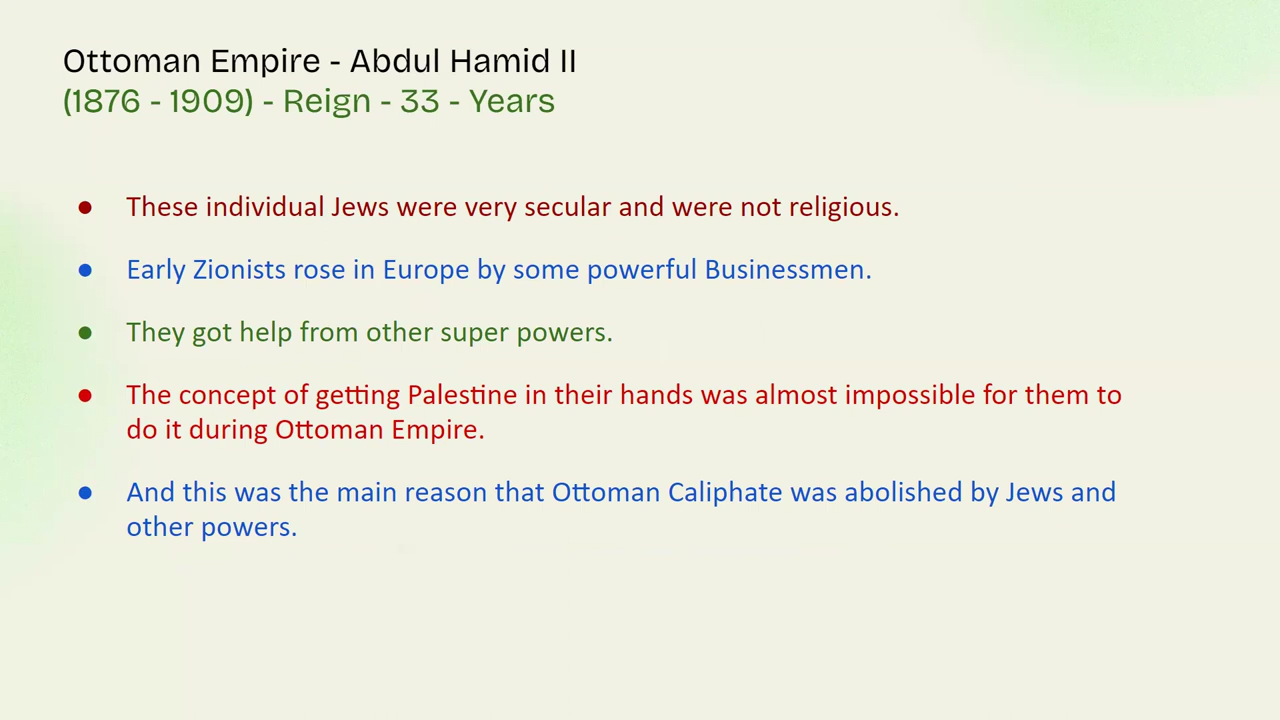 Ottoman Empire - Abdul Hamid II
(1876 - 1909) - Reign - 33 - Years
● These individual Jews were very secular and were not religious.
● Early Zionists rose in Europe by some powerful Businessmen.
● They got help from other super powers.
● The concept of getting Palestine in their hands was almost impossible for them to
do it during Ottoman Empire.
● And this was the main reason that Ottoman Caliphate was abolished by Jews and
other powers.